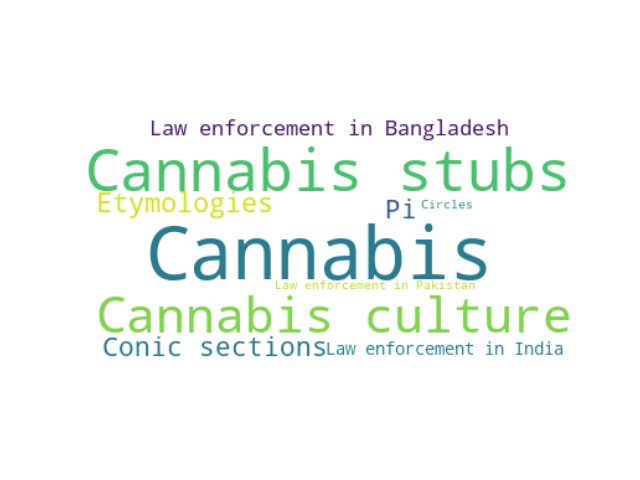 Law enforcement in Bangladesh
Cannabis stubs
Etymologies
Pi
Circles
Cannabis
Law enforcement in Pakistan
Cannabis culture
Conic sections
Law enforcement in India